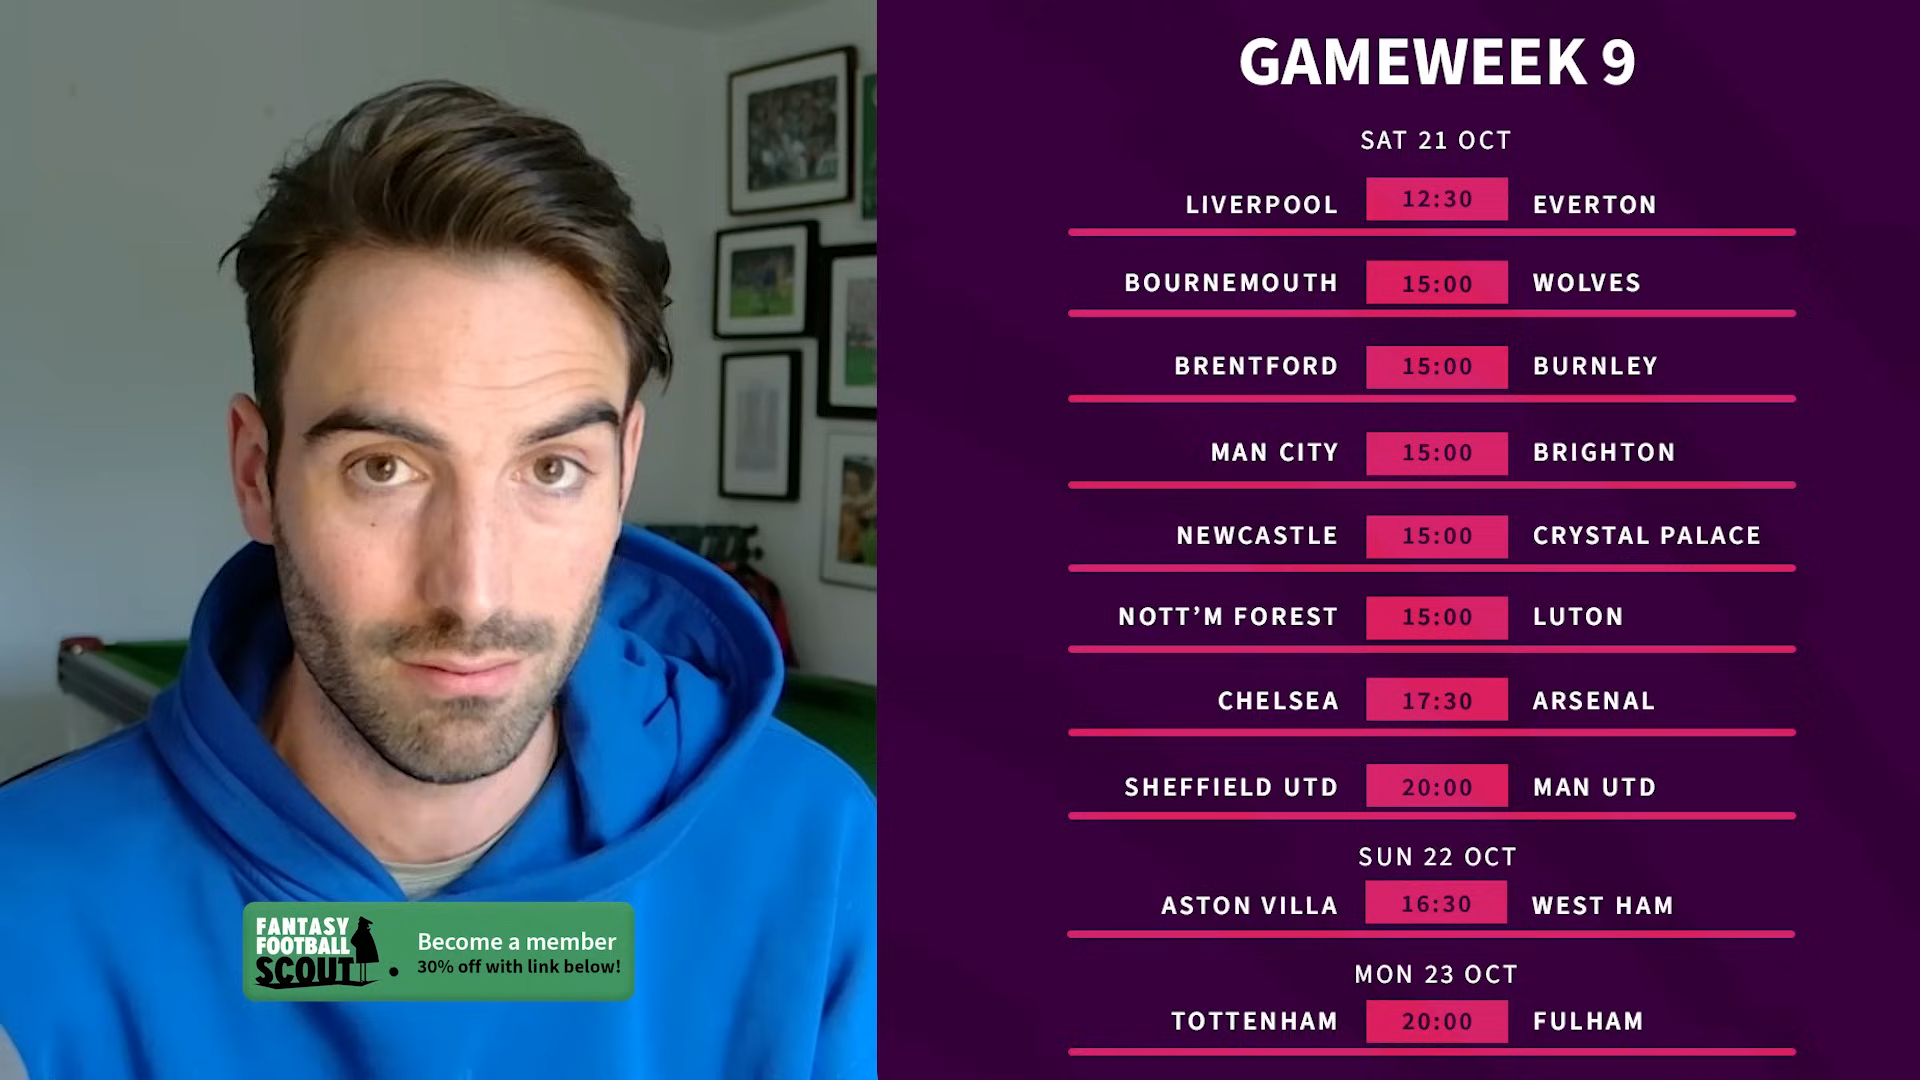 GAMEWEEK 9
SAT 21 OCT
LIVERPOOL 12:30 EVERTON
BOURNEMOUTH 15:00 WOLVES
BRENTFORD 15:00 BURNLEY
MAN CITY 15:00 BRIGHTON
NEWCASTLE 15:00 CRYSTAL PALACE
NOTT’M FOREST 15:00 LUTON
CHELSEA 17:30 ARSENAL
SHEFFIELD UTD 20:00 MAN UTD
SUN 22 OCT
ASTON VILLA 16:30 WEST HAM
MON 23 OCT
TOTTENHAM 20:00 FULHAM
FANTASY
FOOTBALL
SCOUT
Become a member
30% off with link below!